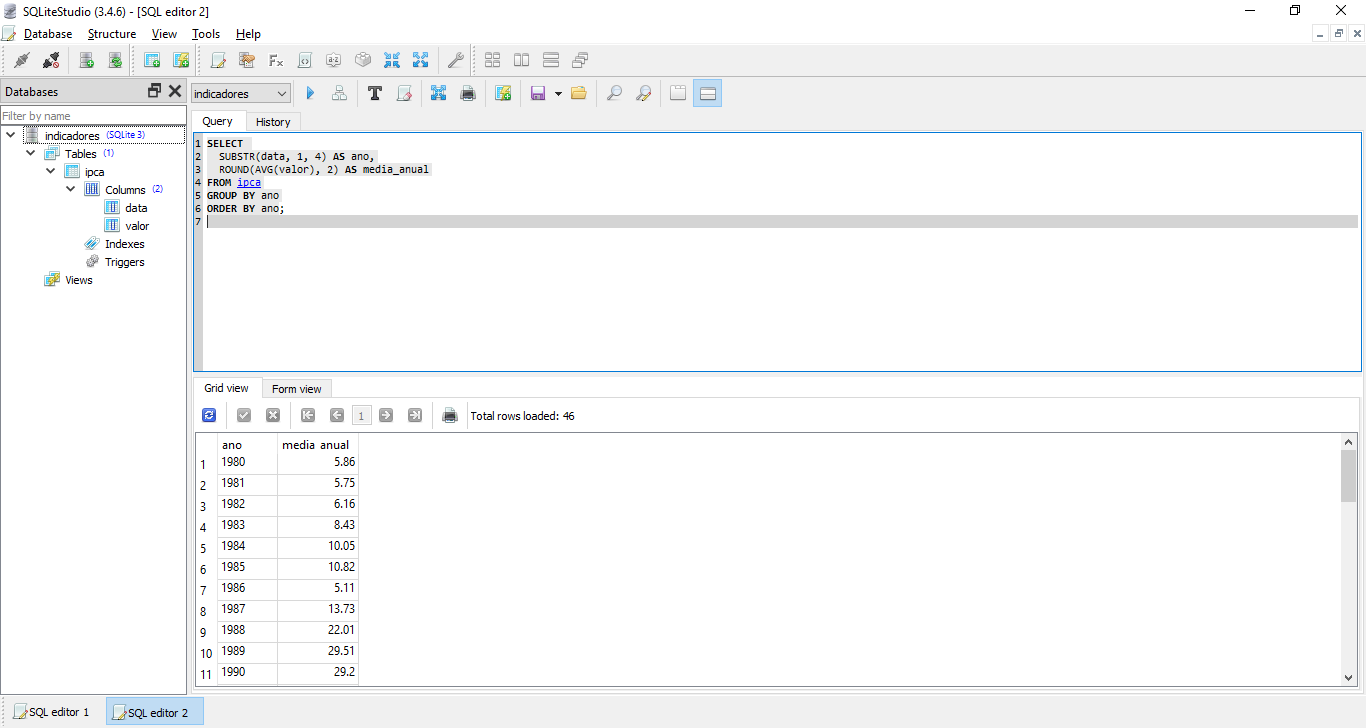 SQLiteStudio (3.4.6) - [SQL editor 2]
Database Structure View Tools Help
Databases
indicadores
Filter by name
indicadores (SQLite 3)
Tables (1)
ipca
Columns (2)
data
valor
Indexes
Triggers
Views
Query History
1 SELECT
2 SUBSTR(data, 1, 4) AS ano,
3 ROUND(AVG(valor), 2) AS media_anual
4 FROM ipca
5 GROUP BY ano
6 ORDER BY ano;
7
Grid view Form view
1 Total rows loaded: 46
ano media anual
1 1980 5.86
2 1981 5.75
3 1982 6.16
4 1983 8.43
5 1984 10.05
6 1985 10.82
7 1986 5.11
8 1987 13.73
9 1988 22.01
10 1989 29.51
11 1990 29.2
SQL editor 1 SQL editor 2